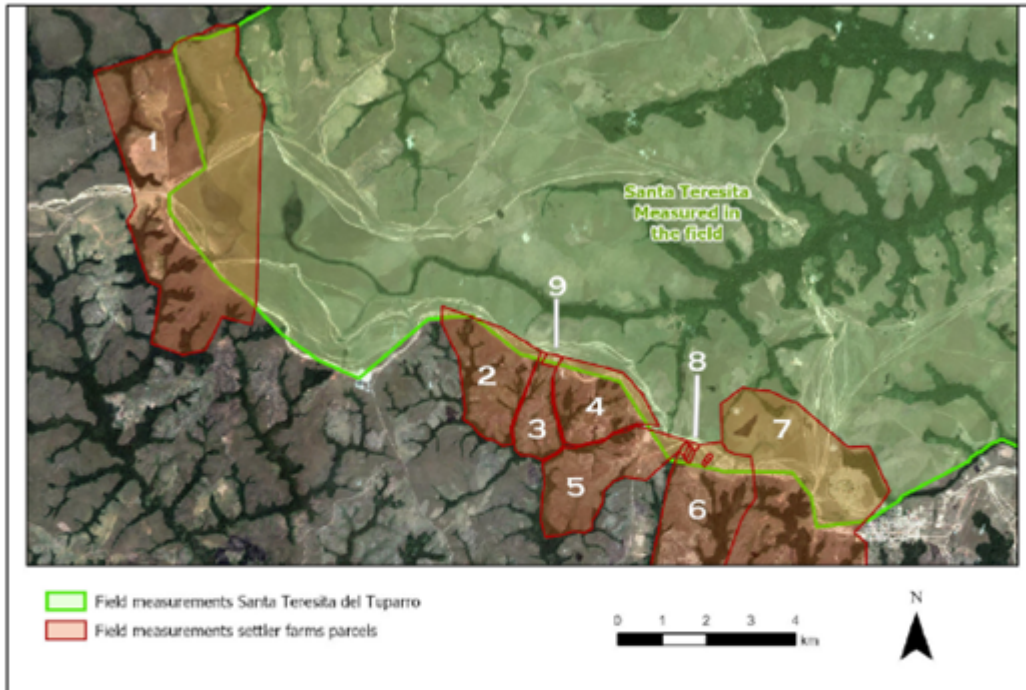 1
Santa Teresita
Measured in
the field
9
2
8
4
7
3
5
6
Field measurements Santa Teresita del Tuparro
Field measurements settler farms parcels
0 1 2 3 4
km
N